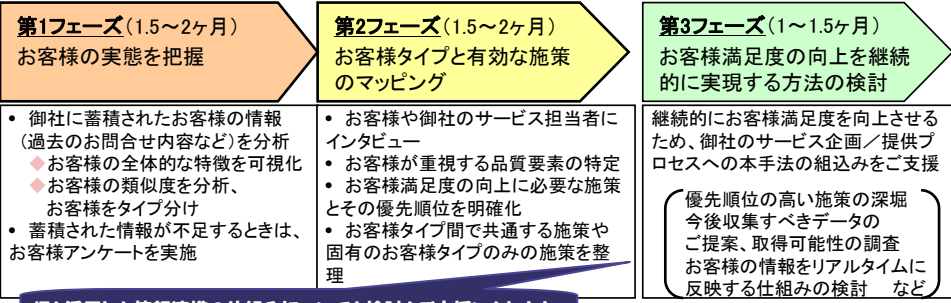 第1フェーズ(1.5～2ヶ月)
お客様の実態を把握
• 御社に蓄積されたお客様の情報
(過去のお問合せ内容など)を分析
◆お客様の全体的な特徴を可視化
◆お客様の類似度を分析、
お客様をタイプ分け
• 蓄積された情報が不足するときは、
お客様アンケートを実施
第2フェーズ(1.5～2ヶ月)
お客様タイプと有効な施策
のマッピング
• お客様や御社のサービス担当者に
インタビュー
• お客様が重視する品質要素の特定
• お客様満足度の向上に必要な施策
とその優先順位を明確化
• お客様タイプ間で共通する施策や
固有のお客様タイプのみの施策を整
理
第3フェーズ(1～1.5ヶ月)
お客様満足度の向上を継続
的に実現する方法の検討
継続的にお客様満足度を向上させる
ため、御社のサービス企画／提供プ
ロセスへの本手法の組込みをご支援
優先順位の高い施策の深堀
今後収集すべきデータの
ご提案、取得可能性の調査
お客様の情報をリアルタイムに
反映する仕組みの検討 など